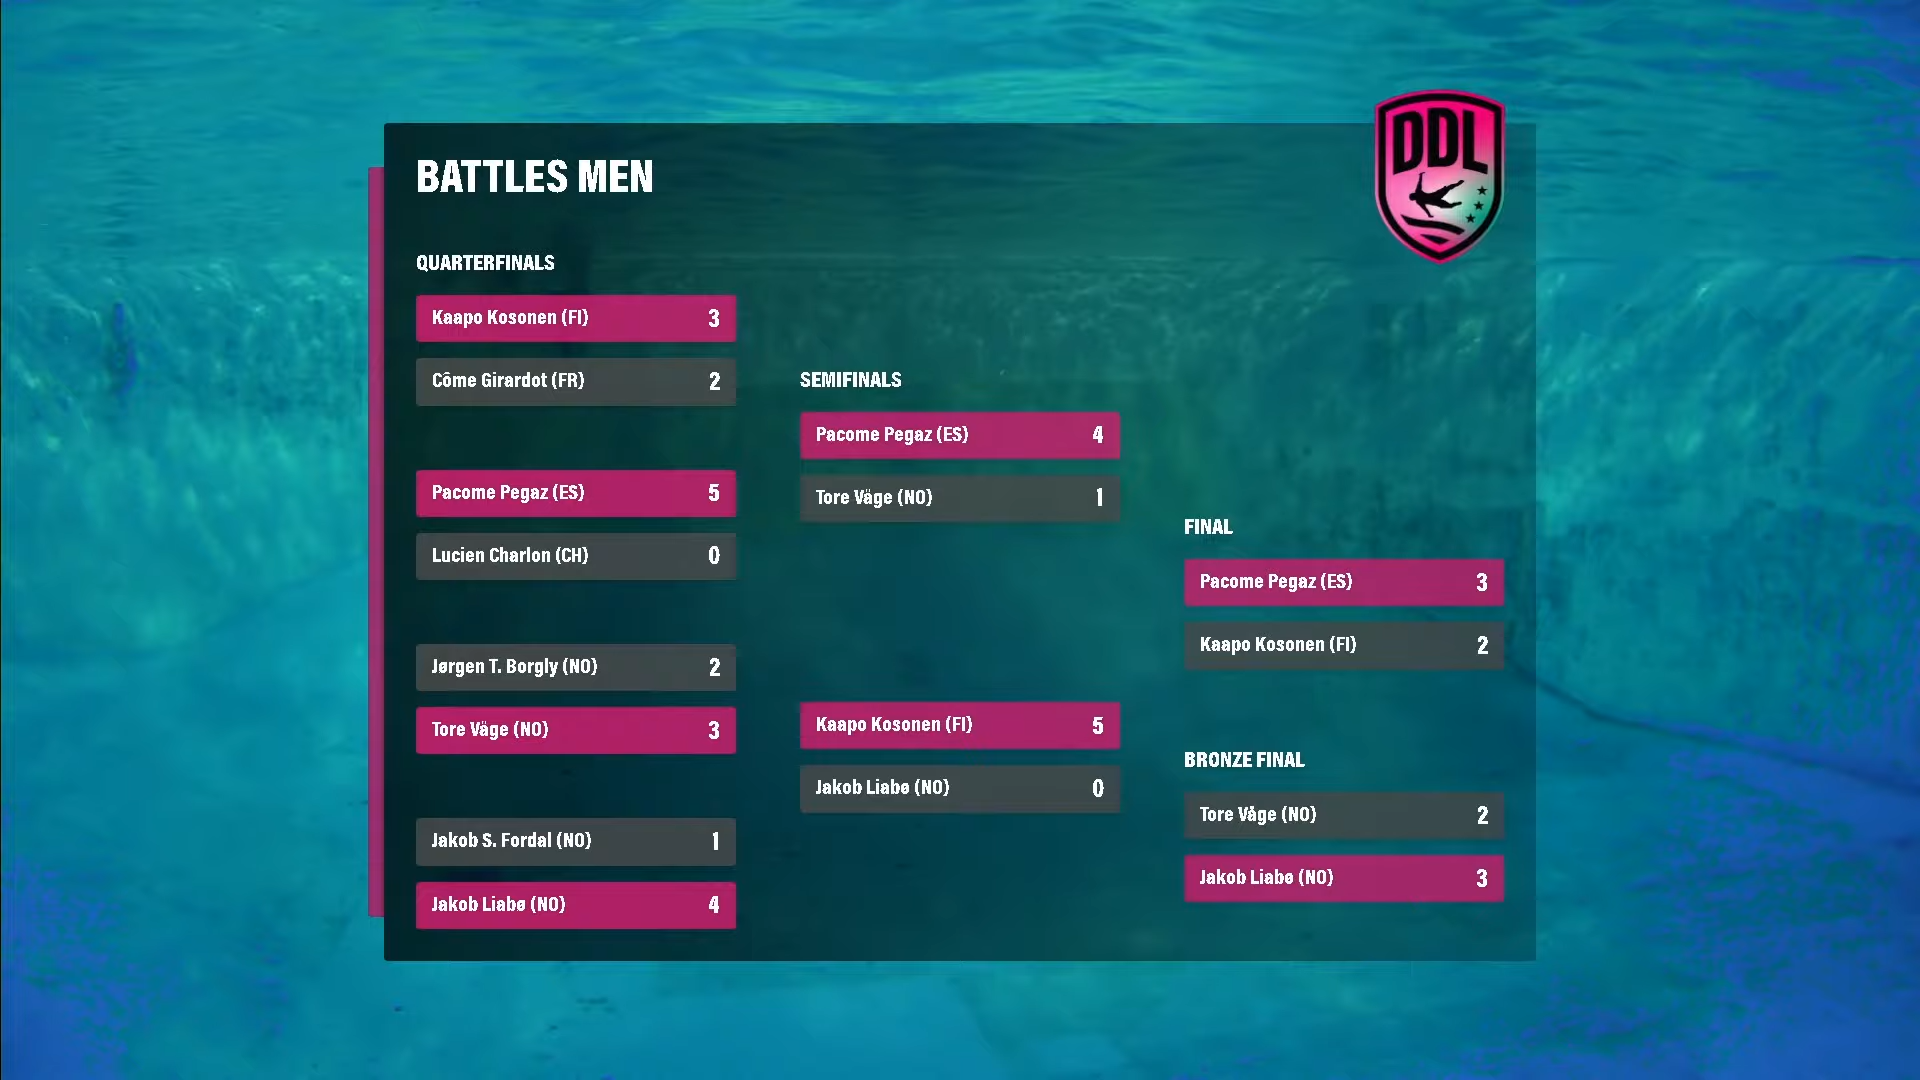 DDL
BATTLES MEN
QUARTERFINALS
Kaapo Kosonen (FI) 3
Côme Girardot (FR) 2
Pacome Pegaz (ES) 5
Lucien Charlon (CH) 0
Jørgen T. Borgly (NO) 2
Tore Våge (NO) 3
Jakob S. Fordal (NO) 1
Jakob Liabø (NO) 4
SEMIFINALS
Pacome Pegaz (ES) 4
Tore Våge (NO) 1
Kaapo Kosonen (FI) 5
Jakob Liabø (NO) 0
FINAL
Pacome Pegaz (ES) 3
Kaapo Kosonen (FI) 2
BRONZE FINAL
Tore Våge (NO) 2
Jakob Liabø (NO) 3